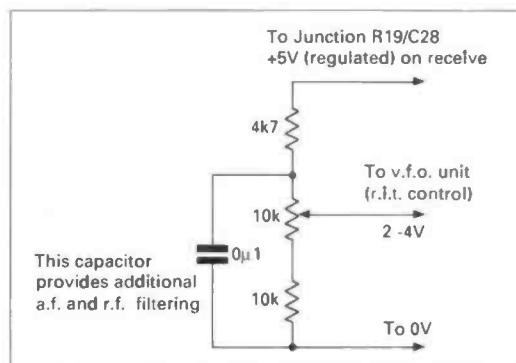 To Junction R19/C28
+5V (regulated) on receive
4k7
To v.f.o. unit
(r.i.t. control)
10k
2 -4V
0µ1
This capacitor
provides additional
a.f. and r.f. filtering
10k
To 0V